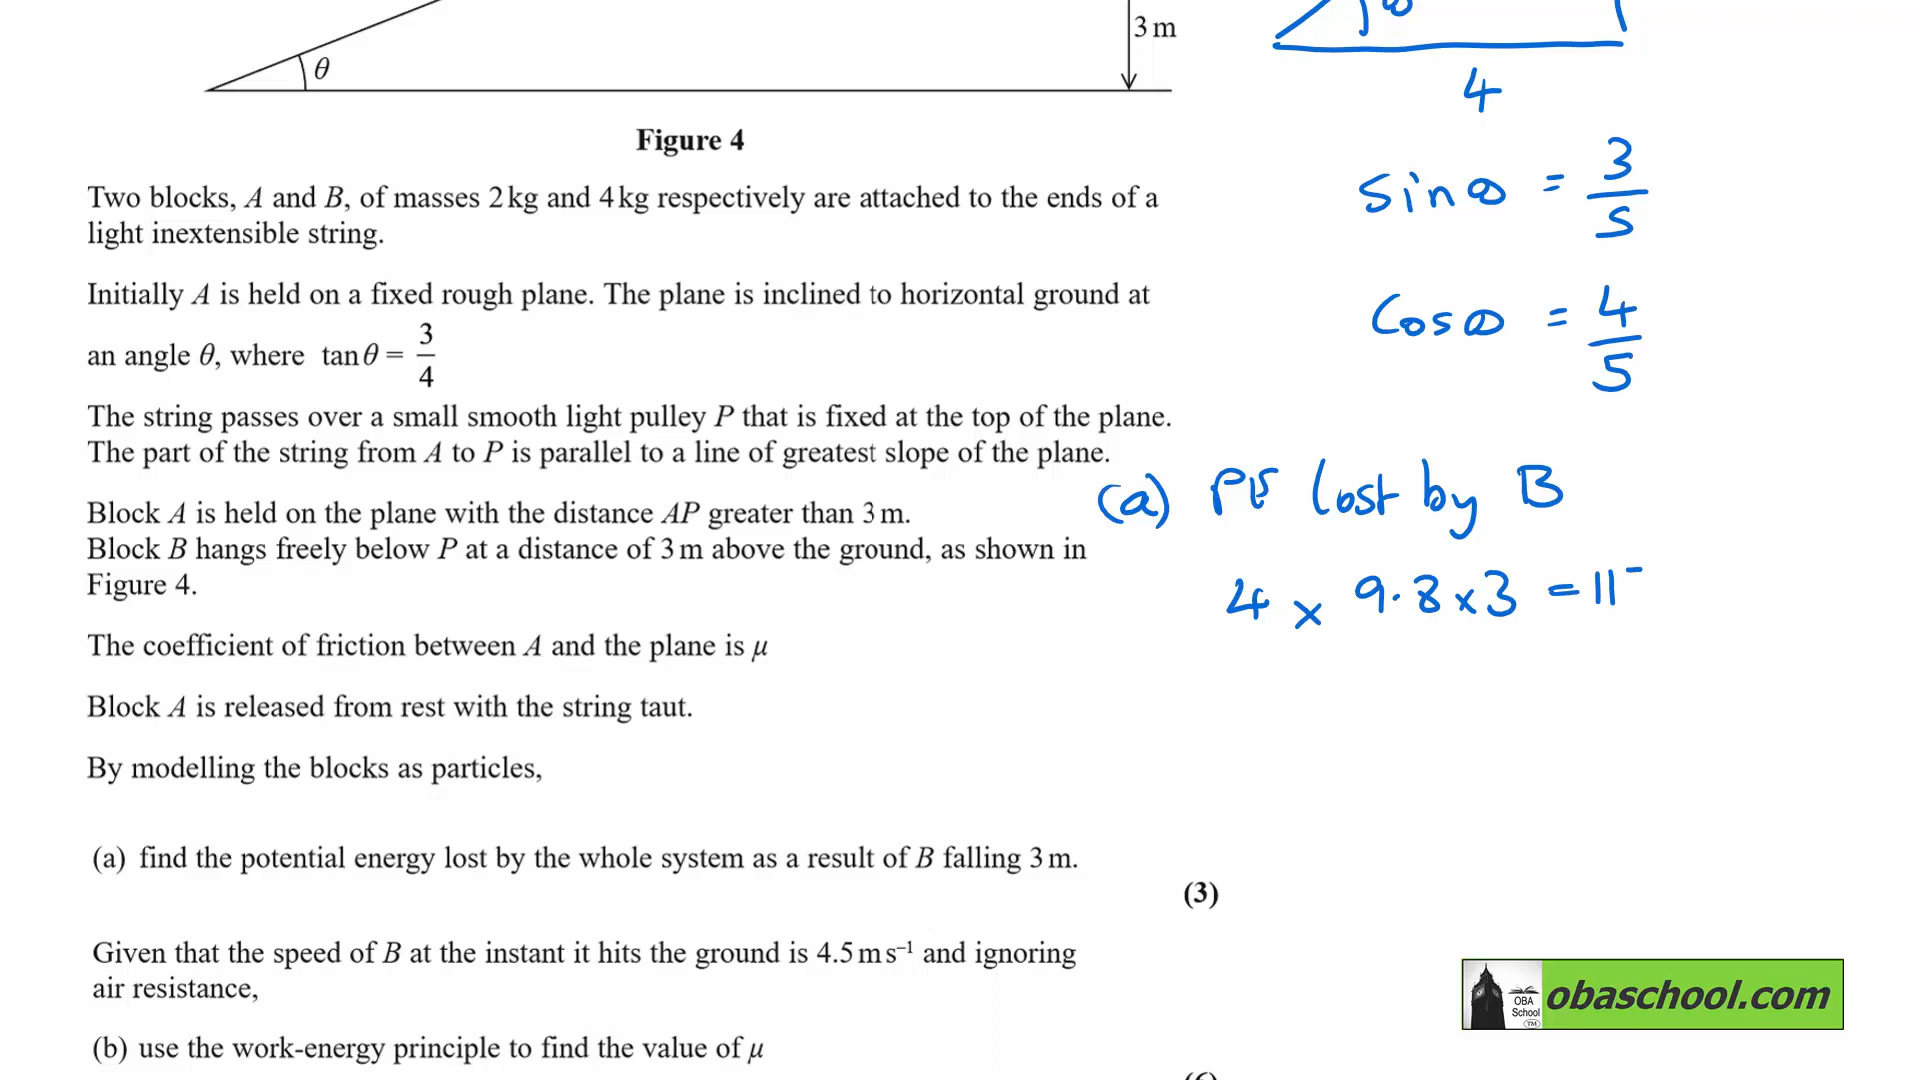 3 m
θ
4
Figure 4
Two blocks, A and B, of masses 2 kg and 4 kg respectively are attached to the ends of a
light inextensible string.
sin θ = 3/5
Initially A is held on a fixed rough plane. The plane is inclined to horizontal ground at
an angle θ, where tan θ = 3/4
cos θ = 4/5
The string passes over a small smooth light pulley P that is fixed at the top of the plane.
The part of the string from A to P is parallel to a line of greatest slope of the plane.
(a) PE lost by B
Block A is held on the plane with the distance AP greater than 3 m.
Block B hangs freely below P at a distance of 3 m above the ground, as shown in
Figure 4.
4 × 9.8 × 3 = 11
The coefficient of friction between A and the plane is μ
Block A is released from rest with the string taut.
By modelling the blocks as particles,
(a) find the potential energy lost by the whole system as a result of B falling 3 m.
(3)
Given that the speed of B at the instant it hits the ground is 4.5 m s⁻¹ and ignoring
air resistance,
(b) use the work-energy principle to find the value of μ
OBA
School
TM
obaschool.com